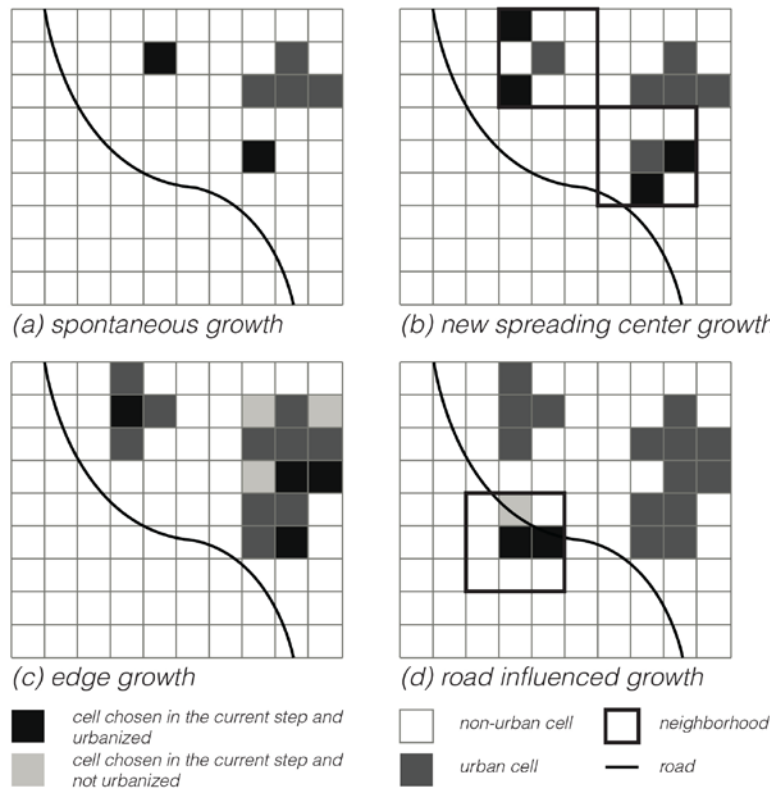 (a) spontaneous growth
(b) new spreading center growth
(c) edge growth
(d) road influenced growth
cell chosen in the current step and
urbanized
cell chosen in the current step and
not urbanized
non-urban cell
neighborhood
urban cell
road